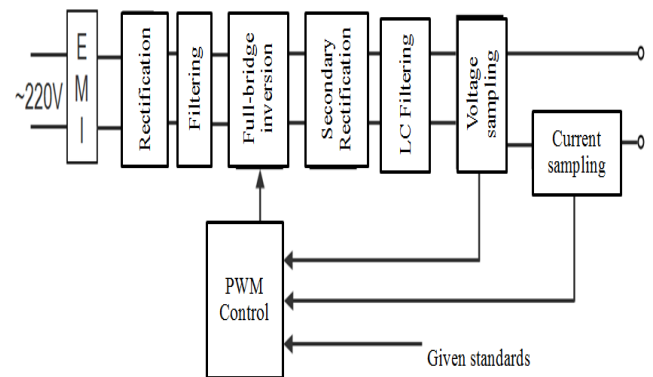 ~220V
E
M
I
Rectification
Filtering
Full-bridge
inversion
Secondary
Rectification
LC Filtering
Voltage
sampling
Current
sampling
PWM
Control
Given standards